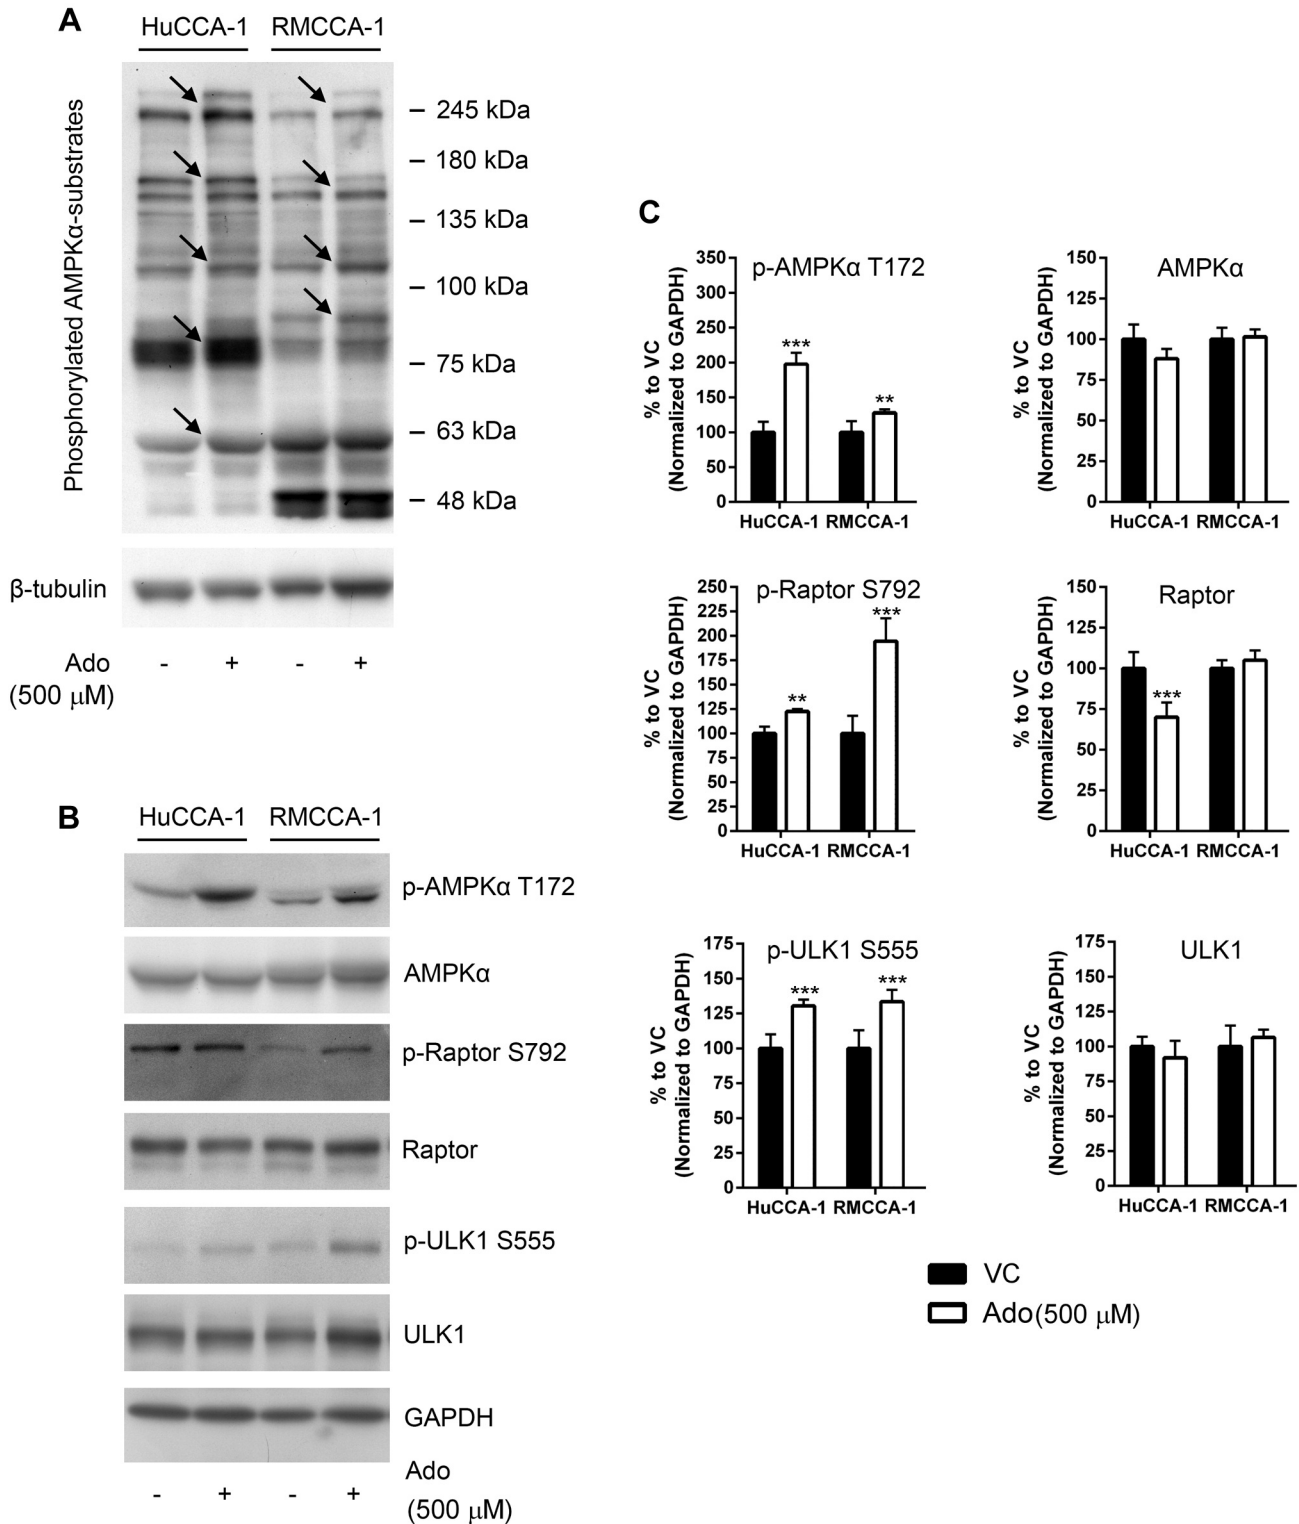 A
HuCCA-1 RMCCA-1
Phosphorylated AMPKα-substrates
245 kDa
180 kDa
135 kDa
100 kDa
75 kDa
63 kDa
48 kDa
β-tubulin
Ado - + - +
(500 μM)
B
HuCCA-1 RMCCA-1
p-AMPKα T172
AMPKα
p-Raptor S792
Raptor
p-ULK1 S555
ULK1
GAPDH
Ado
- + - +
(500 μM)
C
p-AMPKα T172
% to VC
(Normalized to GAPDH)
350
300
250
200
150
100
50
0
***
**
HuCCA-1 RMCCA-1
AMPKα
% to VC
(Normalized to GAPDH)
150
125
100
75
50
25
0
HuCCA-1 RMCCA-1
p-Raptor S792
% to VC
(Normalized to GAPDH)
250
225
200
175
150
125
100
75
50
25
0
**
***
HuCCA-1 RMCCA-1
Raptor
% to VC
(Normalized to GAPDH)
150
125
100
75
50
25
0
***
HuCCA-1 RMCCA-1
p-ULK1 S555
% to VC
(Normalized to GAPDH)
175
150
125
100
75
50
25
0
***
***
HuCCA-1 RMCCA-1
ULK1
% to VC
(Normalized to GAPDH)
175
150
125
100
75
50
25
0
HuCCA-1 RMCCA-1
VC
Ado(500 μM)